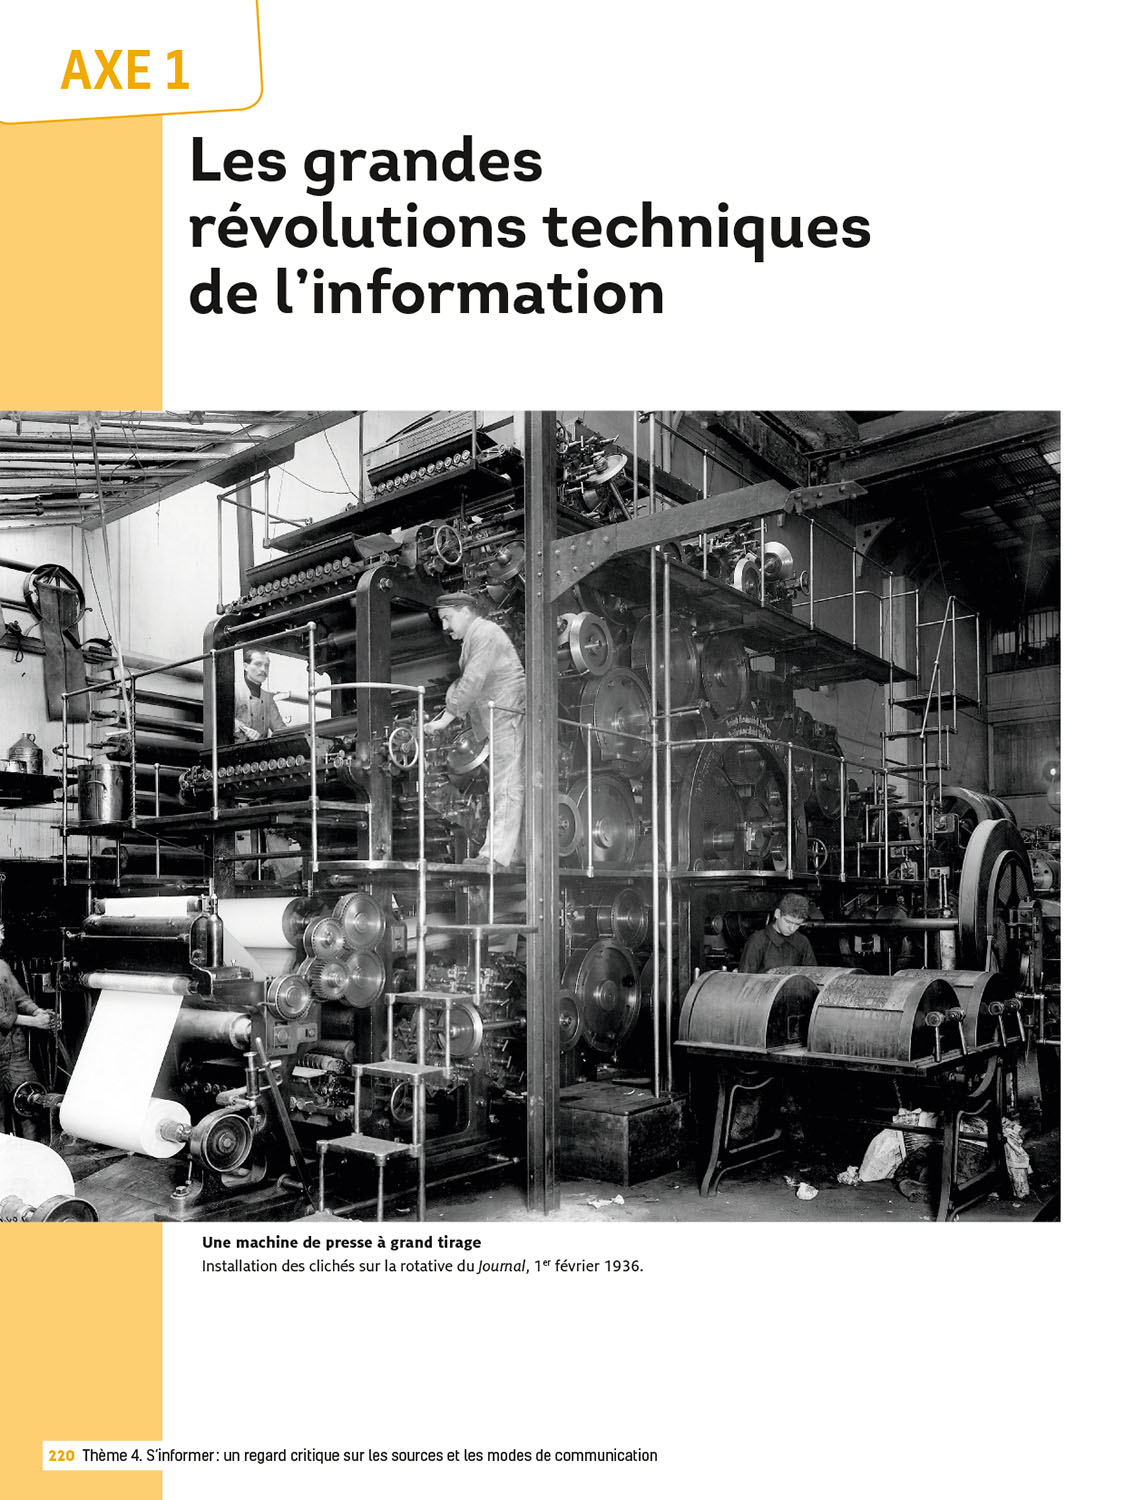 AXE 1
Les grandes
révolutions techniques
de l’information
Une machine de presse à grand tirage
Installation des clichés sur la rotative du Journal, 1er février 1936.
220 Thème 4. S’informer : un regard critique sur les sources et les modes de communication